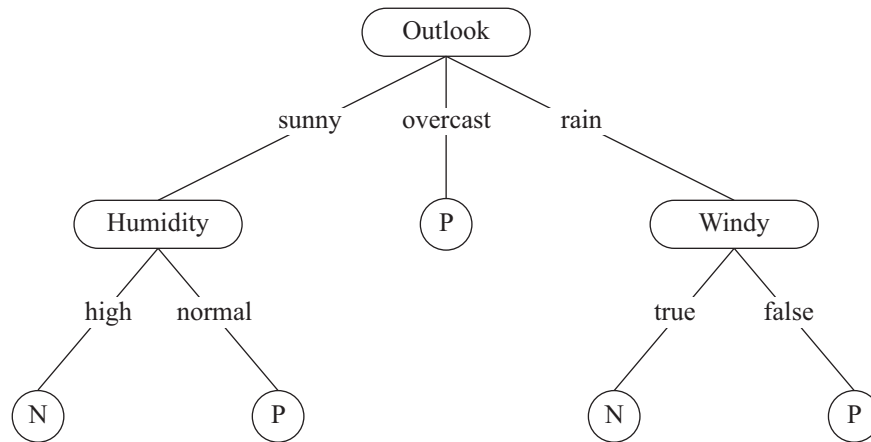 Outlook
sunny overcast rain
Humidity P Windy
high normal true false
N P N P